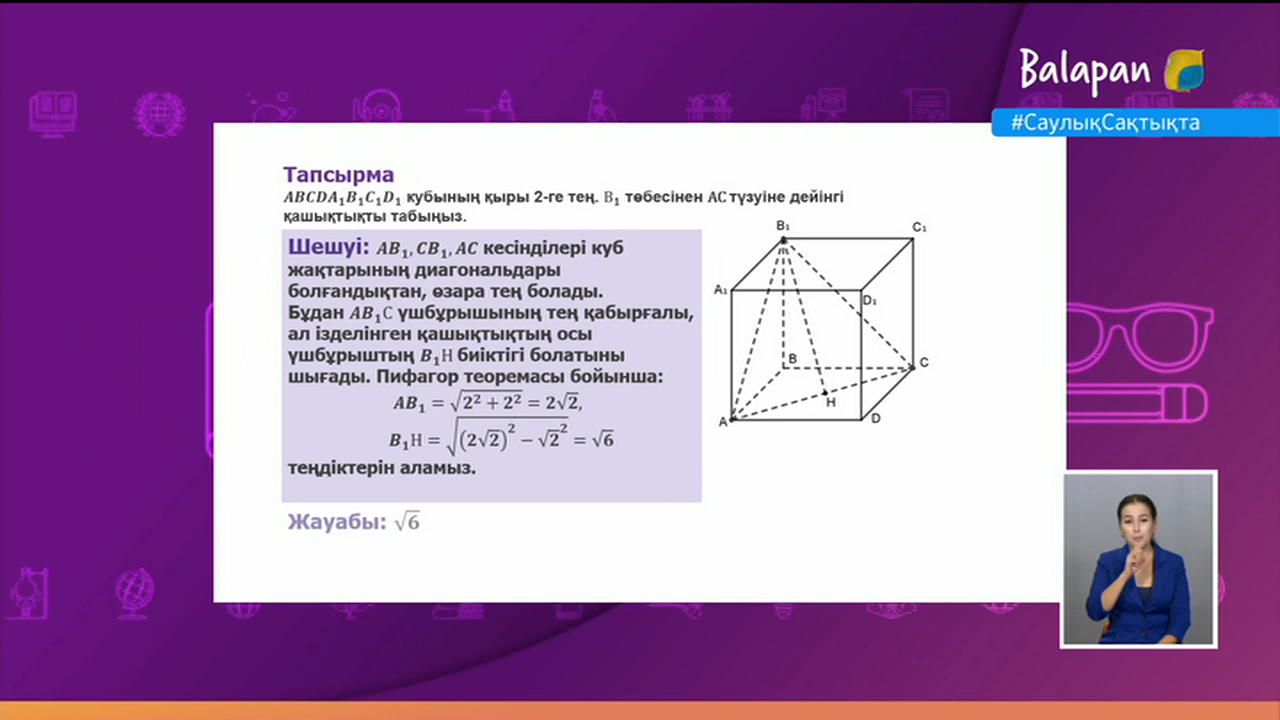 Balapan
#СаулықСақтықта
Тапсырма
ABCDA₁B₁C₁D₁ кубының қыры 2-ге тең. B₁ төбесінен AC түзуіне дейінгі
қашықтықты табыңыз.
Шешуі: AB₁, CB₁, AC кесінділері куб
жақтарының диагональдары
болғандықтан, өзара тең болады.
Бұдан AB₁C үшбұрышының тең қабырғалы,
ал ізделінген қашықтықтың осы
үшбұрыштың B₁H биіктігі болатыны
шығады. Пифагор теоремасы бойынша:
AB₁ = √(2² + 2²) = 2√2,
B₁H = √((2√2)² − √2²) = √6
теңдіктерін аламыз.
Жауабы: √6
B₁
C₁
A₁
D₁
B
C
H
A
D